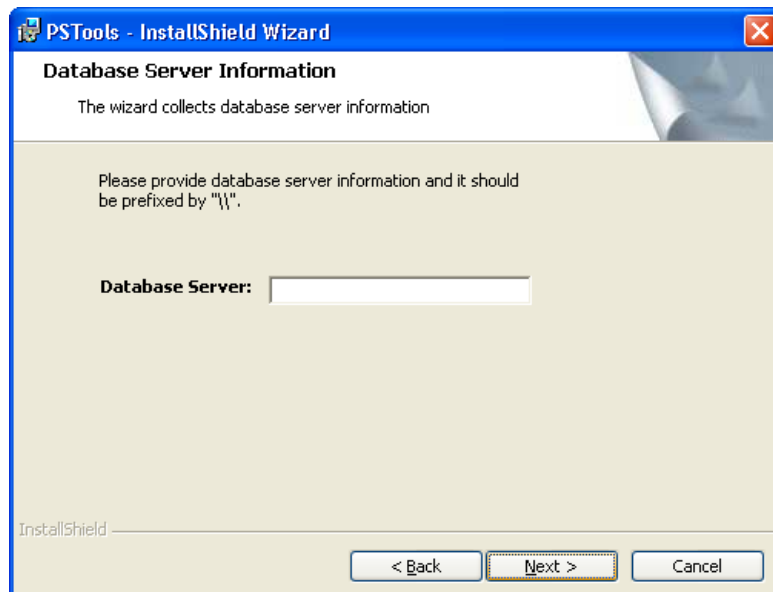 PSTools - InstallShield Wizard
Database Server Information
The wizard collects database server information
Please provide database server information and it should
be prefixed by "\\".
Database Server:
InstallShield
< Back
Next >
Cancel